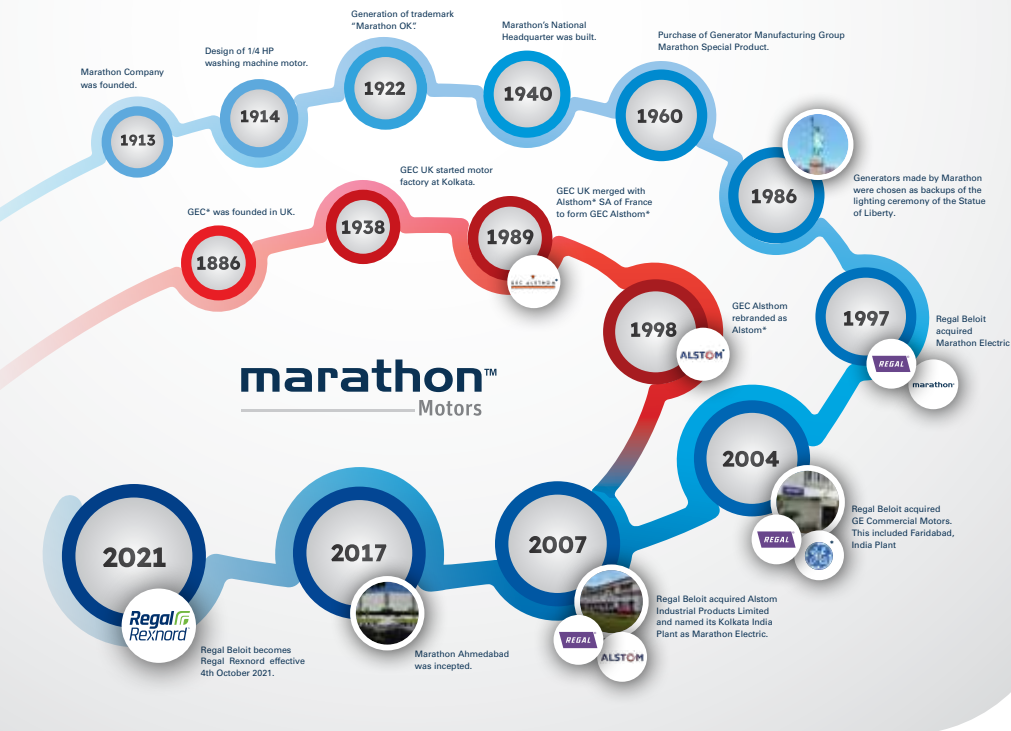 Marathon Company
was founded.
1913
Design of 1/4 HP
washing machine motor.
1914
Generation of trademark
"Marathon OK".
1922
Marathon's National
Headquarter was built.
1940
Purchase of Generator Manufacturing Group
Marathon Special Product.
1960
1986
Generators made by Marathon
were chosen as backups of the
lighting ceremony of the Statue
of Liberty.
GEC* was founded in UK.
1886
GEC UK started motor
factory at Kolkata.
1938
GEC UK merged with
Alsthom* SA of France
to form GEC Alsthom*
1989
GEC ALSTHOM*
1998
GEC Alsthom
rebranded as
Alstom*
ALSTOM*
1997
Regal Beloit
acquired
Marathon Electric
REGAL
marathon
marathon™
Motors
2004
Regal Beloit acquired
GE Commercial Motors.
This included Faridabad,
India Plant
REGAL
GE*
2007
Regal Beloit acquired Alstom
Industrial Products Limited
and named its Kolkata India
Plant as Marathon Electric.
REGAL
ALSTOM
2017
Marathon Ahmedabad
was incepted.
2021
Regal
Rexnord
Regal Beloit becomes
Regal Rexnord effective
4th October 2021.